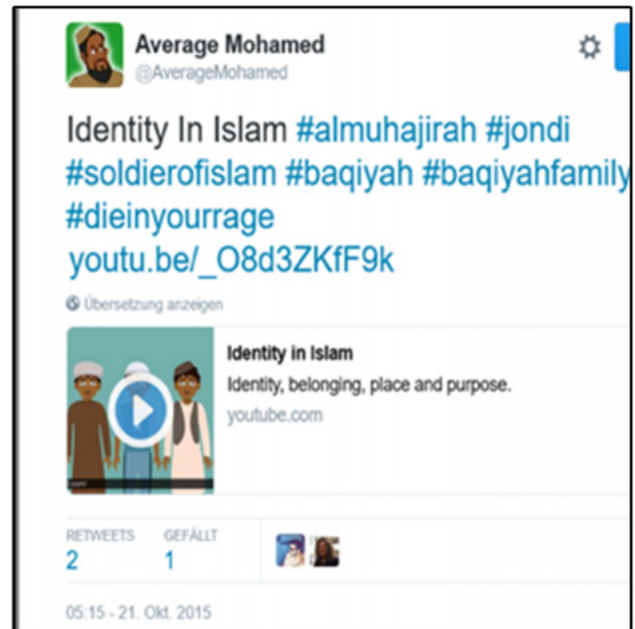 Average Mohamed
@AverageMohamed
Identity In Islam #almuhajirah #jondi
#soldierofislam #baqiyah #baqiyahfamily
#dieinyourrage
youtu.be/_O8d3ZKfF9k
Übersetzung anzeigen
Identity in Islam
Identity, belonging, place and purpose.
youtube.com
RETWEETS GEFÄLLT
2 1
05:15 - 21. Okt. 2015